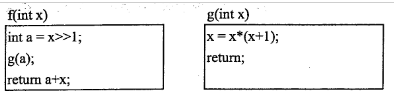 f(int x)
int a = x>>1;
g(a);
return a+x;
g(int x)
x = x*(x+1);
return;